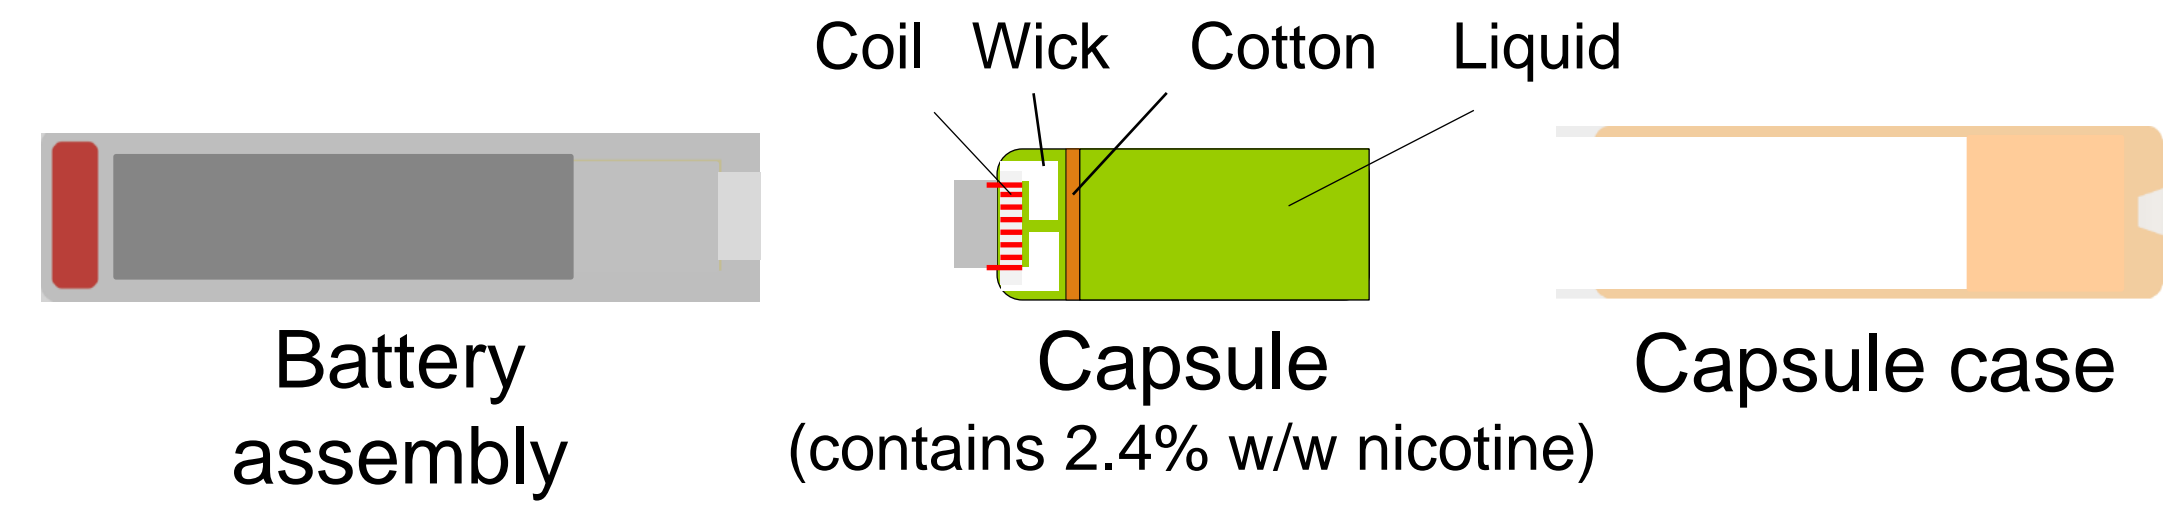 Coil Wick Cotton Liquid
Battery
assembly
Capsule
(contains 2.4% w/w nicotine)
Capsule case